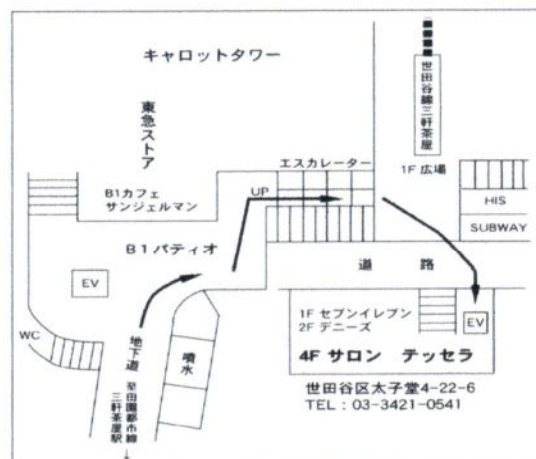 キャロットタワー
東急ストア
世田谷線三軒茶屋
エスカレーター
1F 広場
B1カフェ
サンジェルマン
UP
HIS
SUBWAY
B1パティオ
道 路
EV
1F セブンイレブン
2F デニーズ
EV
WC
地下道
至田園都市線
三軒茶屋駅
噴水
4F サロン テッセラ
世田谷区太子堂4-22-6
TEL : 03-3421-0541